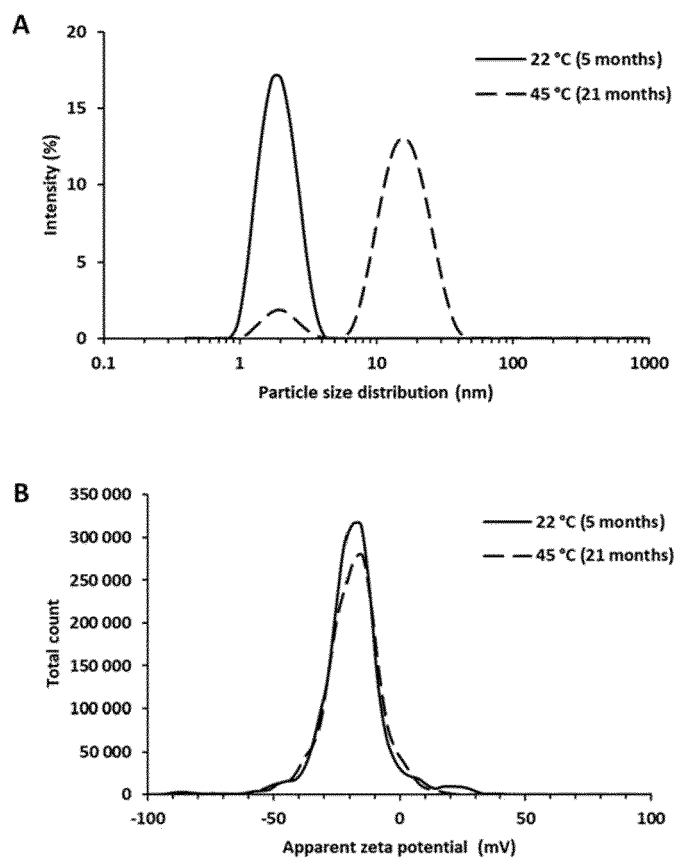 A
20
15
10
5
0
Intensity (%)
0.1 1 10 100 1000
Particle size distribution (nm)
22 °C (5 months)
45 °C (21 months)
B
350 000
300 000
250 000
200 000
150 000
100 000
50 000
0
Total count
-100 -50 0 50 100
Apparent zeta potential (mV)
22 °C (5 months)
45 °C (21 months)